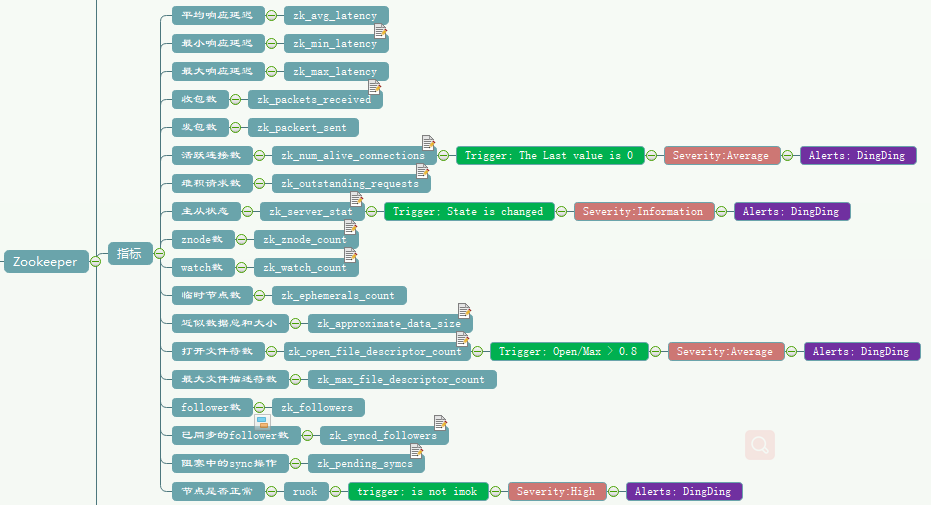 平均响应延迟 zk_avg_latency
最小响应延迟 zk_min_latency
最大响应延迟 zk_max_latency
收包数 zk_packets_received
发包数 zk_packert_sent
活跃连接数 zk_num_alive_connections Trigger: The Last value is 0 Severity:Average Alerts: DingDing
堆积请求数 zk_outstanding_requests
主从状态 zk_server_stat Trigger: State is changed Severity:Information Alerts: DingDing
znode数 zk_znode_count
Zookeeper 指标
watch数 zk_watch_count
临时节点数 zk_ephemerals_count
近似数据总和大小 zk_approximate_data_size
打开文件符数 zk_open_file_descriptor_count Trigger: Open/Max > 0.8 Severity:Average Alerts: DingDing
最大文件描述符数 zk_max_file_descriptor_count
follower数 zk_followers
已同步的follower数 zk_syncd_followers
阻塞中的sync操作 zk_pending_symcs
节点是否正常 ruok trigger: is not imok Severity:High Alerts: DingDing